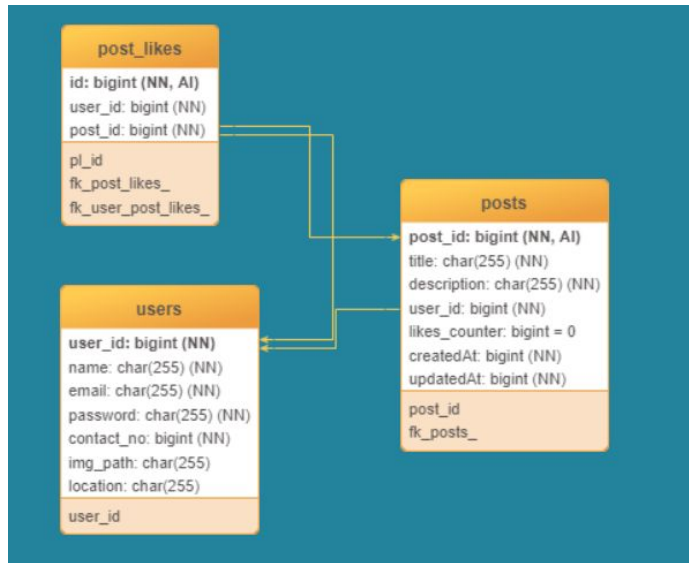 post_likes
id: bigint (NN, AI)
user_id: bigint (NN)
post_id: bigint (NN)
pl_id
fk_post_likes_
fk_user_post_likes_
posts
post_id: bigint (NN, AI)
title: char(255) (NN)
description: char(255) (NN)
user_id: bigint (NN)
likes_counter: bigint = 0
createdAt: bigint (NN)
updatedAt: bigint (NN)
post_id
fk_posts_
users
user_id: bigint (NN)
name: char(255) (NN)
email: char(255) (NN)
password: char(255) (NN)
contact_no: bigint (NN)
img_path: char(255)
location: char(255)
user_id